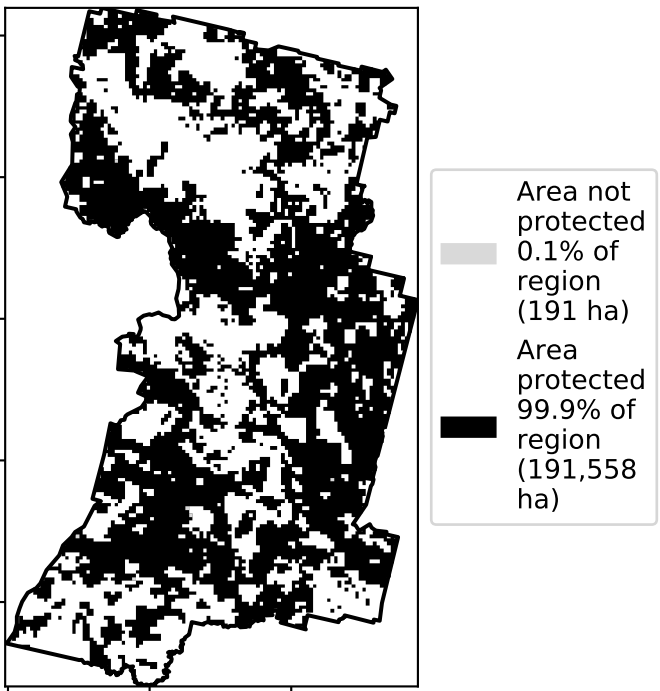 Area not
protected
0.1% of
region
(191 ha)
Area
protected
99.9% of
region
(191,558
ha)